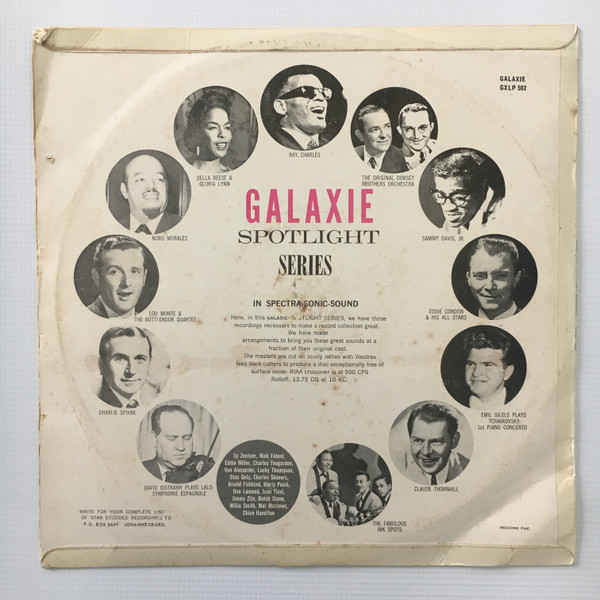 GALAXIE
GXLP 502
RAY, CHARLES
DELLA REESE &
GLORIA LYNN
THE ORIGINAL DORSEY
BROTHERS ORCHESTRA
NORO MORALES
SAMMY DAVIS, JR.
GALAXIE
SPOTLIGHT
SERIES
IN SPECTRA-SONIC-SOUND
Here, in this GALAXIE SPOTLIGHT SERIES, we have those
recordings necessary to make a record collection great.
We have made
arrangements to bring you these great sounds at a
fraction of their original cost.
The masters are cut on Scully lathes with Westrex
feed back cutters to produce a disc exceptionally free of
surface noise. RIAA crossover is at 500 CPS
Rolloff, 13.75 DB at 10 KC.
LOU MONTE &
THE BOTTENDOR QUARTET
EDDIE CONDON
& HIS ALL STARS
CHARLIE SPIVAK
EMIL GILELS PLAYS
TCHAIKOVSKY
1st PIANO CONCERTO
DAVID OISTRAKH PLAYS LALO:
SYMPHONIE ESPAGNOLE
Sy Zentner, Nick Fatool,
Eddie Miller, Charles Teagarden,
Van Alexander, Lucky Thompson,
Stan Getz, Charles Shavers,
Arnold Fishkind, Marty Paich,
Don Lamond, Juan Tizol,
Jimmy Zito, Butch Stone,
Willie Smith, Mat Mathews,
Chico Hamilton
THE FABULOUS
INK SPOTS
CLAUDE THORNHILL
WRITE FOR YOUR COMPLETE LIST
OF STAR STUDDED RECORDINGS TO
P.O. BOX 6647 JOHANNESBURG.
RECORD PAC.